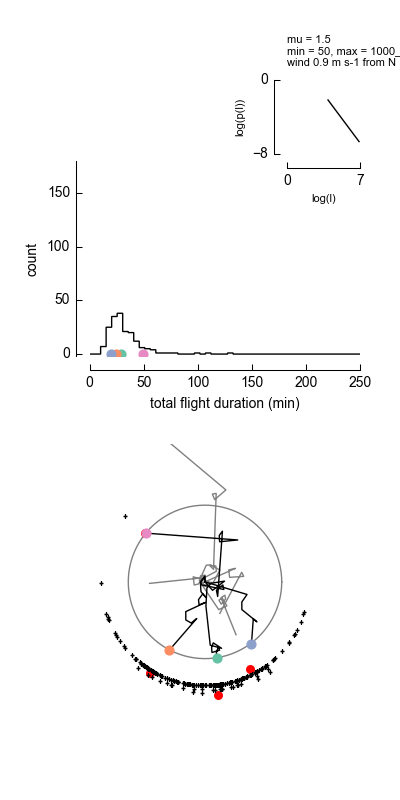 mu = 1.5
min = 50, max = 1000_
wind 0.9 m s-1 from N
0
−8
log(p(l))
0 7
log(l)
150
100
50
0
count
0 50 100 150 200 250
total flight duration (min)